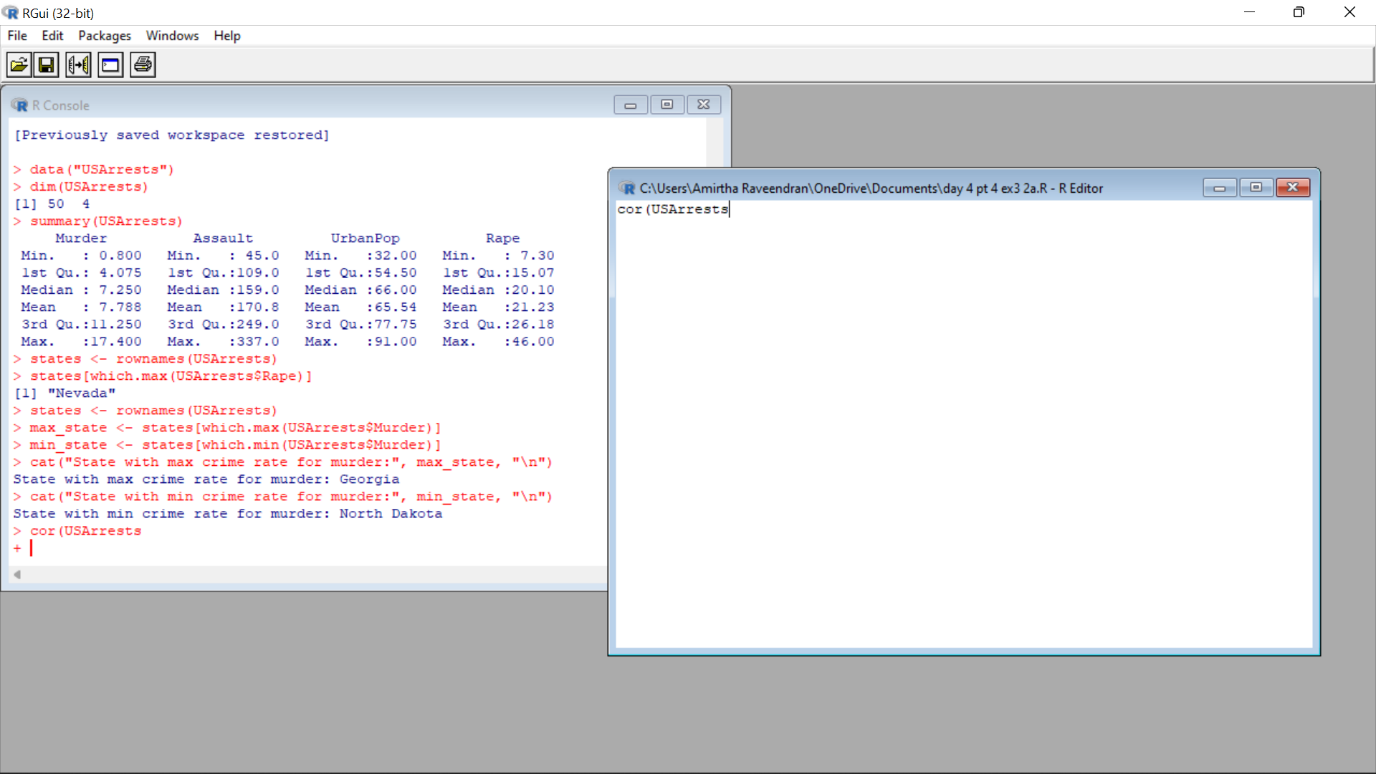 RGui (32-bit)
File Edit Packages Windows Help
R Console
[Previously saved workspace restored]
> data("USArrests")
> dim(USArrests)
[1] 50  4
> summary(USArrests)
     Murder          Assault         UrbanPop          Rape
 Min.   : 0.800   Min.   : 45.0   Min.   :32.00   Min.   : 7.30
 1st Qu.: 4.075   1st Qu.:109.0   1st Qu.:54.50   1st Qu.:15.07
 Median : 7.250   Median :159.0   Median :66.00   Median :20.10
 Mean   : 7.788   Mean   :170.8   Mean   :65.54   Mean   :21.23
 3rd Qu.:11.250   3rd Qu.:249.0   3rd Qu.:77.75   3rd Qu.:26.18
 Max.   :17.400   Max.   :337.0   Max.   :91.00   Max.   :46.00
> states <- rownames(USArrests)
> states[which.max(USArrests$Rape)]
[1] "Nevada"
> states <- rownames(USArrests)
> max_state <- states[which.max(USArrests$Murder)]
> min_state <- states[which.min(USArrests$Murder)]
> cat("State with max crime rate for murder:", max_state, "\n")
State with max crime rate for murder: Georgia
> cat("State with min crime rate for murder:", min_state, "\n")
State with min crime rate for murder: North Dakota
> cor(USArrests
+
C:\Users\Amirtha Raveendran\OneDrive\Documents\day 4 pt 4 ex3 2a.R - R Editor
cor(USArrests